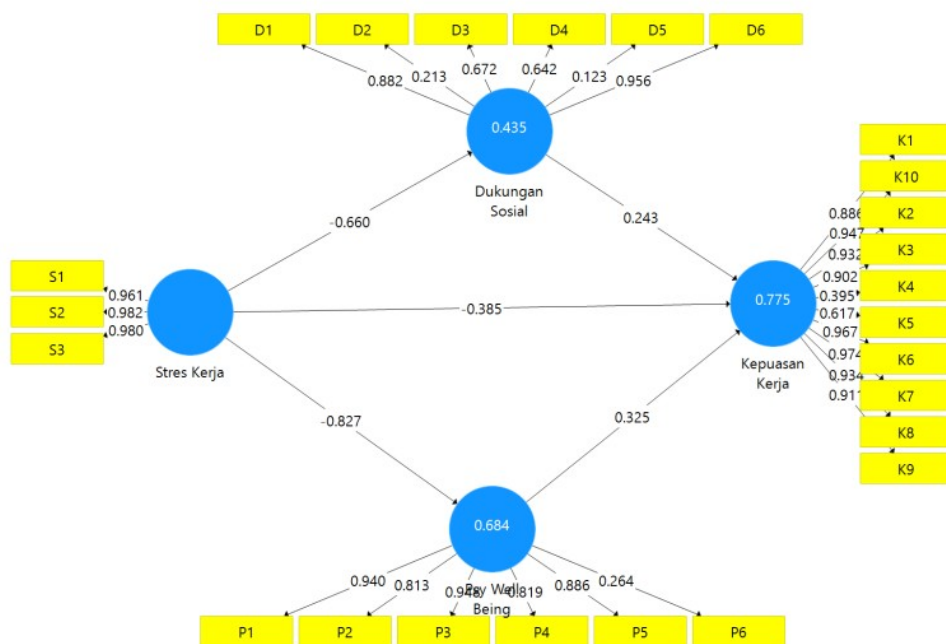 D1 D2 D3 D4 D5 D6
0.882 0.213 0.672 0.642 0.123 0.956
0.435
Dukungan
Sosial
-0.660
0.243
S1
S2
S3
0.961
0.982
0.980
Stres Kerja
-0.385
-0.827
0.325
0.775
Kepuasan
Kerja
0.886
0.947
0.932
0.902
0.395
0.617
0.967
0.974
0.934
K1
K10
K2
K3
K4
K5
K6
K7
K8
K9
0.684
Being
0.940 0.813 0.948 0.819 0.886 0.264
P1 P2 P3 P4 P5 P6